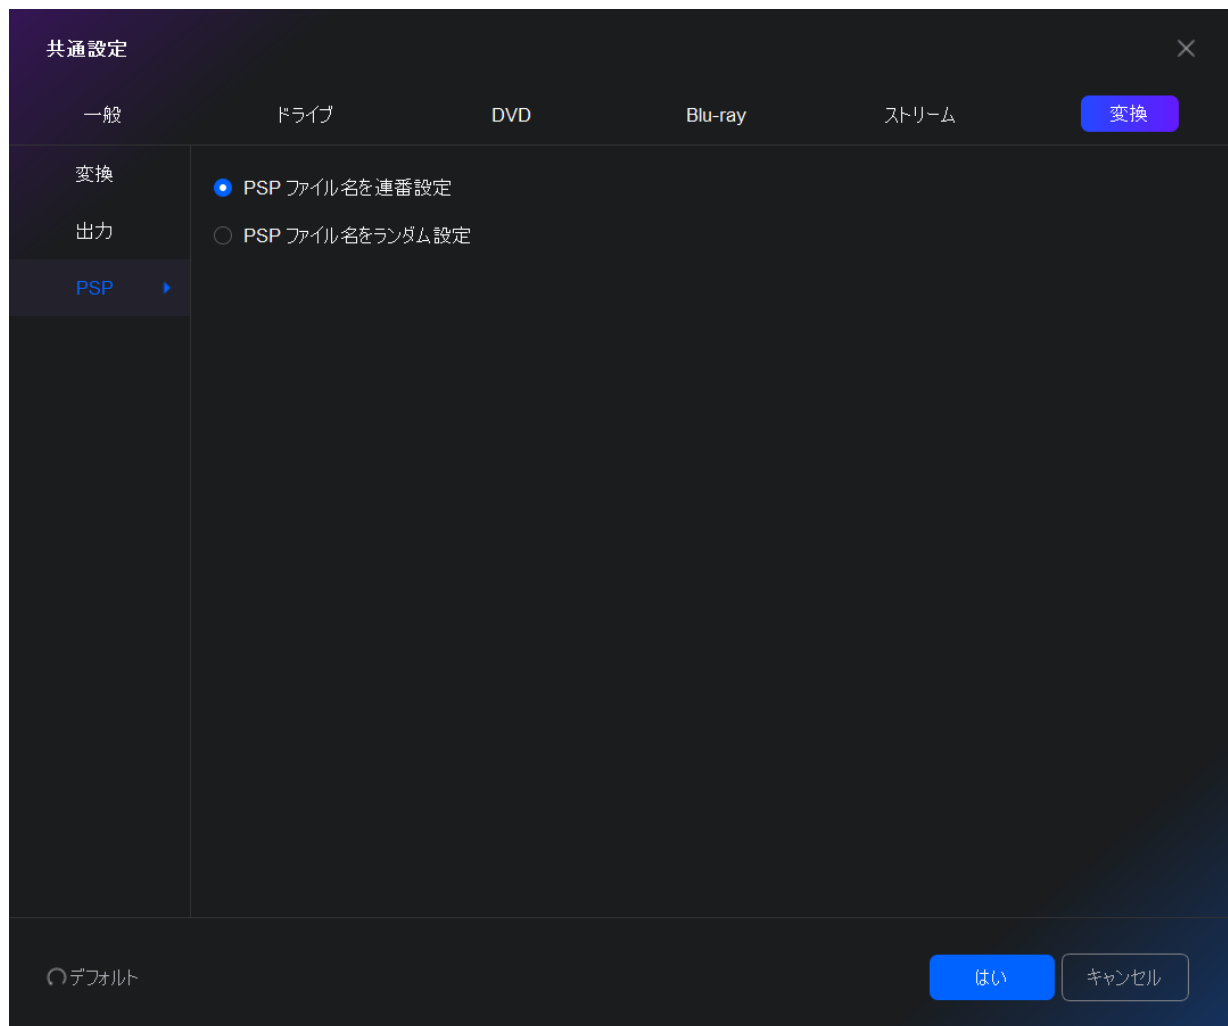 共通設定
一般
ドライブ
DVD
Blu-ray
ストリーム
変換
変換
出力
PSP
PSP ファイル名を連番設定
PSP ファイル名をランダム設定
デフォルト
はい
キャンセル